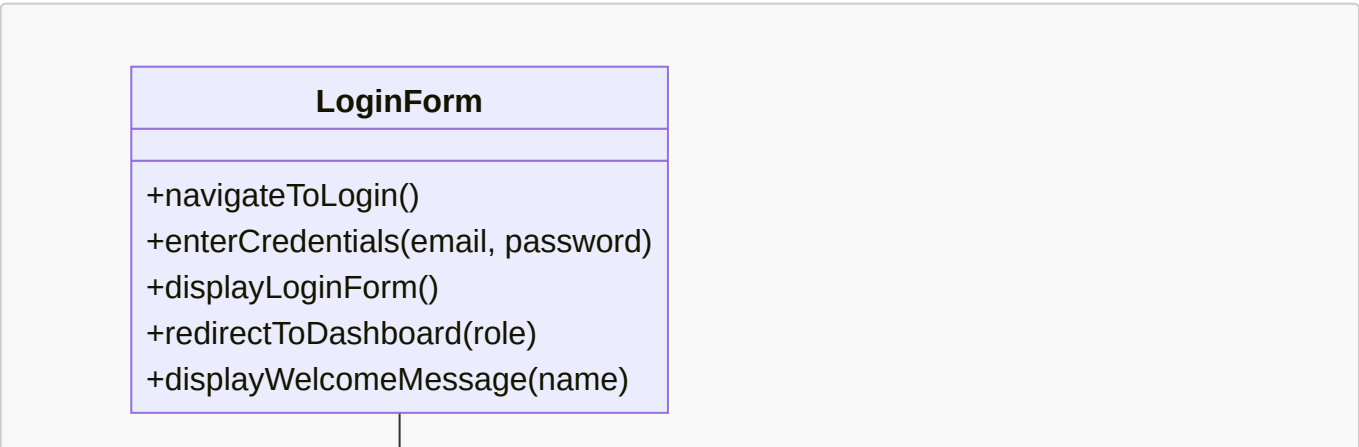 LoginForm
+navigateToLogin()
+enterCredentials(email, password)
+displayLoginForm()
+redirectToDashboard(role)
+displayWelcomeMessage(name)